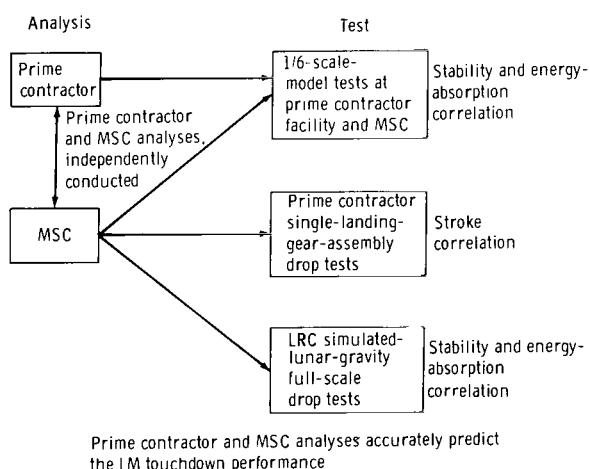 Analysis
Test
Prime
contractor
1/6-scale-
model tests at
prime contractor
facility and MSC
Stability and energy-
absorption
correlation
Prime contractor
and MSC analyses,
independently
conducted
MSC
Prime contractor
single-landing-
gear-assembly
drop tests
Stroke
correlation
LRC simulated-
lunar-gravity
full-scale
drop tests
Stability and energy-
absorption
correlation
Prime contractor and MSC analyses accurately predict
the LM touchdown performance